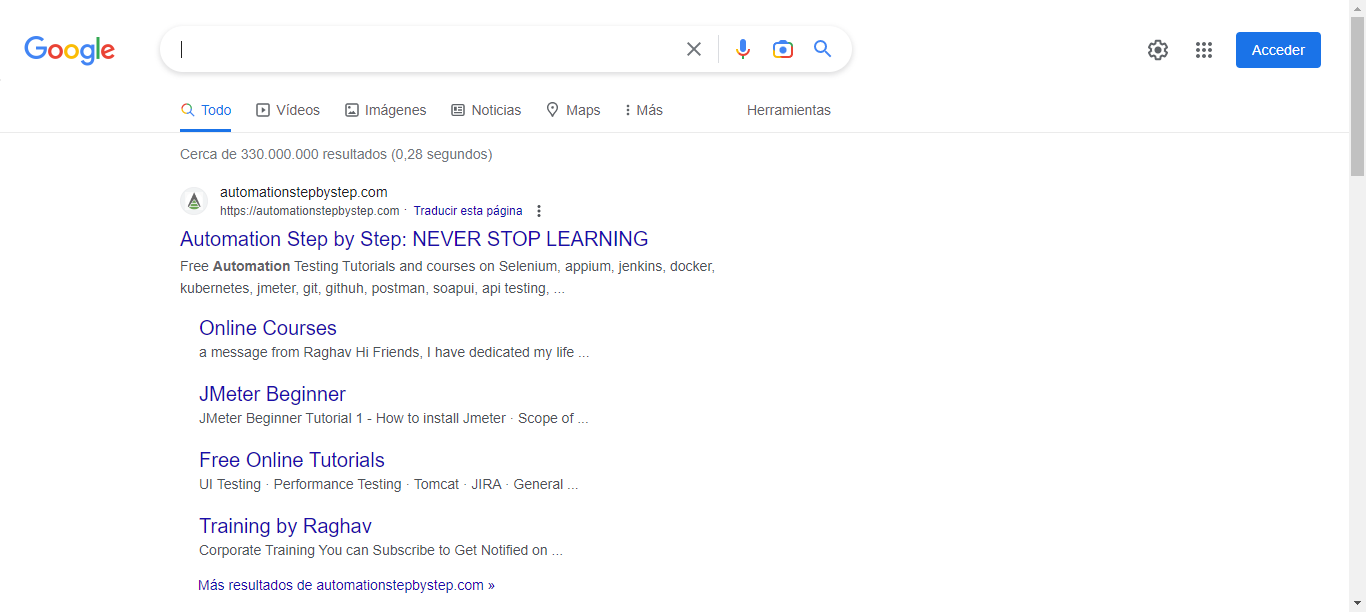 Google
Acceder
Todo Vídeos Imágenes Noticias Maps Más Herramientas
Cerca de 330.000.000 resultados (0,28 segundos)
automationstepbystep.com
https://automationstepbystep.com · Traducir esta página
Automation Step by Step: NEVER STOP LEARNING
Free Automation Testing Tutorials and courses on Selenium, appium, jenkins, docker,
kubernetes, jmeter, git, githuh, postman, soapui, api testing, ...
Online Courses
a message from Raghav Hi Friends, I have dedicated my life ...
JMeter Beginner
JMeter Beginner Tutorial 1 - How to install Jmeter · Scope of ...
Free Online Tutorials
UI Testing · Performance Testing · Tomcat · JIRA · General ...
Training by Raghav
Corporate Training You can Subscribe to Get Notified on ...
Más resultados de automationstepbystep.com »